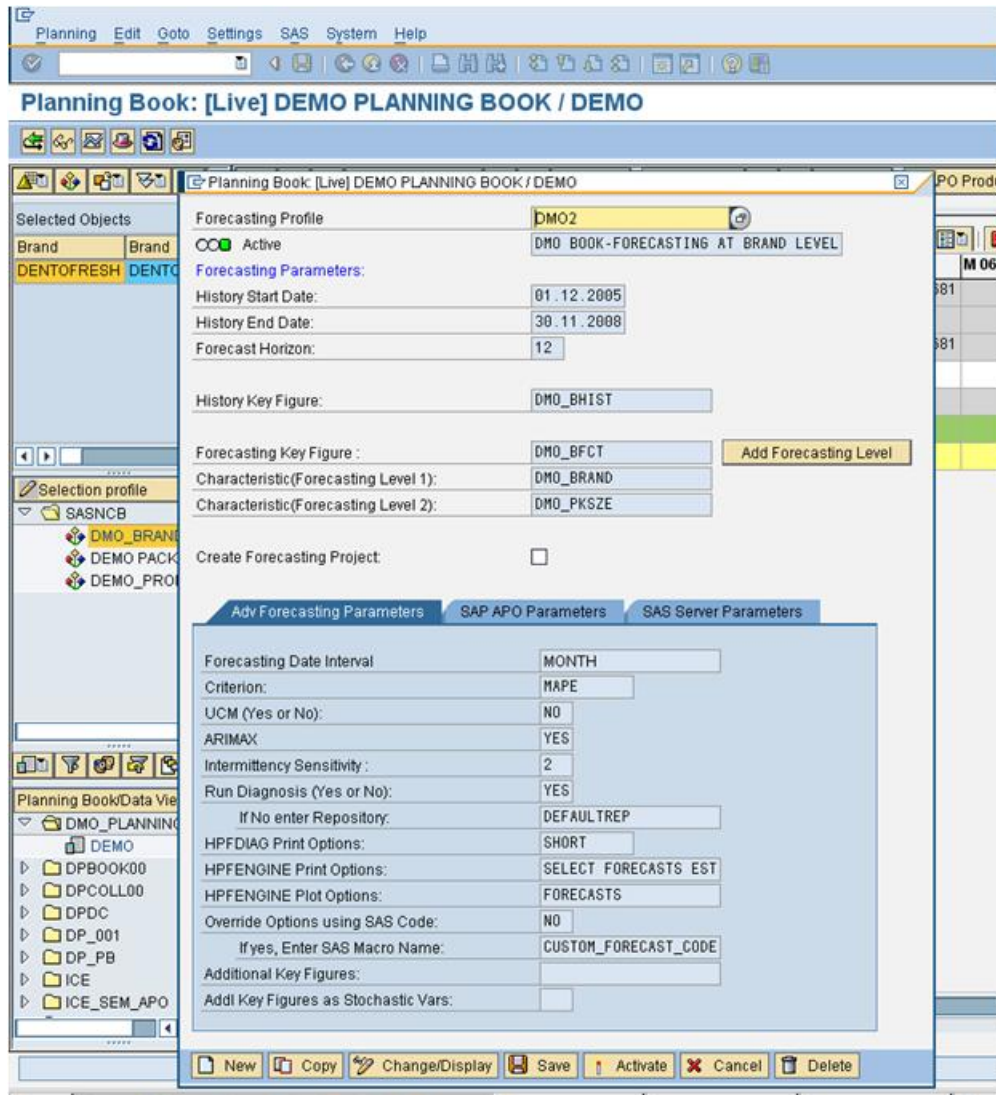 Planning Edit Goto Settings SAS System Help
Planning Book: [Live] DEMO PLANNING BOOK / DEMO
Planning Book: [Live] DEMO PLANNING BOOK / DEMO
PO Produ
Selected Objects
Brand Brand
DENTOFRESH DENTO
M 06
681
681
Forecasting Profile DMO2
Active DMO BOOK-FORECASTING AT BRAND LEVEL
Forecasting Parameters:
History Start Date: 01.12.2005
History End Date: 30.11.2008
Forecast Horizon: 12
History Key Figure: DMO_BHIST
Forecasting Key Figure : DMO_BFCT Add Forecasting Level
Characteristic(Forecasting Level 1): DMO_BRAND
Characteristic(Forecasting Level 2): DMO_PKSZE
Create Forecasting Project:
Selection profile
SASNCB
DMO_BRAN
DEMO PACK
DEMO_PRO
Adv Forecasting Parameters SAP APO Parameters SAS Server Parameters
Forecasting Date Interval MONTH
Criterion: MAPE
UCM (Yes or No): NO
ARIMAX YES
Intermittency Sensitivity : 2
Run Diagnosis (Yes or No): YES
If No enter Repository: DEFAULTREP
HPFDIAG Print Options: SHORT
HPFENGINE Print Options: SELECT FORECASTS EST
HPFENGINE Plot Options: FORECASTS
Override Options using SAS Code: NO
If yes, Enter SAS Macro Name: CUSTOM_FORECAST_CODE
Additional Key Figures:
Addl Key Figures as Stochastic Vars:
Planning Book/Data Vie
DMO_PLANNING
DEMO
DPBOOK00
DPCOLL00
DPDC
DP_001
DP_PB
ICE
ICE_SEM_APO
New Copy Change/Display Save Activate Cancel Delete